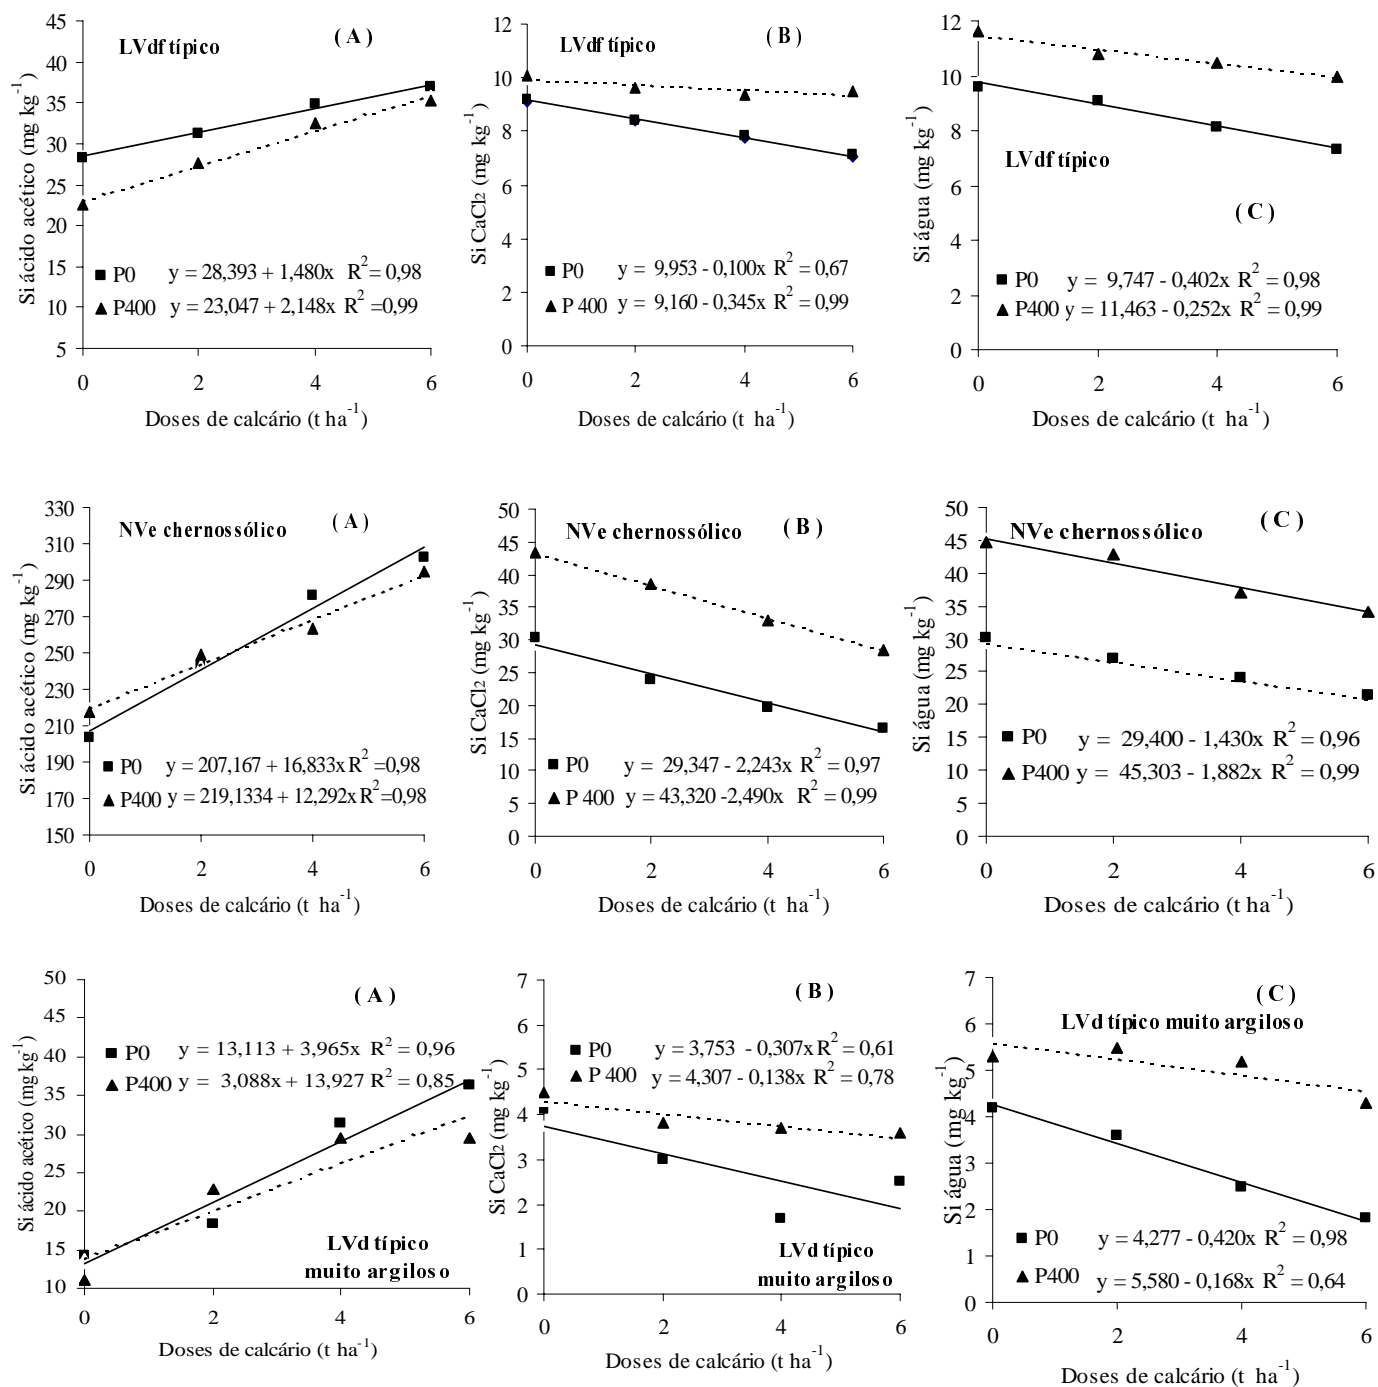 LVdf típico
( A )
Si ácido acético (mg kg-1)
45
40
35
30
25
20
15
10
5
P0 y = 28,393 + 1,480x R2 = 0,98
P400 y = 23,047 + 2,148x R2 =0,99
0 2 4 6
Doses de calcário (t ha-1)
LVdf típico
( B )
Si CaCl2 (mg kg-1)
12
10
8
6
4
2
0
P0 y = 9,953 - 0,100x R2 = 0,67
P 400 y = 9,160 - 0,345x R2 = 0,99
0 2 4 6
Doses de calcário (t ha-1)
LVdf típico
( C )
Si água (mg kg-1)
12
10
8
6
4
2
0
P0 y = 9,747 - 0,402x R2 = 0,98
P400 y = 11,463 - 0,252x R2 = 0,99
0 2 4 6
Doses de calcário (t ha-1)
NVe chernossólico
( A )
Si ácido acético (mg kg-1)
330
310
290
270
250
230
210
190
170
150
P0 y = 207,167 + 16,833x R2 =0,98
P400 y = 219,1334 + 12,292x R2 =0,98
0 2 4 6
Doses de calcário (t ha-1)
NVe chernossólico
( B )
Si CaCl2 (mg kg-1)
50
45
40
35
30
25
20
15
10
5
0
P0 y = 29,347 - 2,243x R2 = 0,97
P 400 y = 43,320 -2,490x R2 = 0,99
0 2 4 6
Doses de calcário (t ha-1)
NVe chernossólico
( C )
Si água (mg kg-1)
50
45
40
35
30
25
20
15
10
5
0
P0 y = 29,400 - 1,430x R2 = 0,96
P400 y = 45,303 - 1,882x R2 = 0,99
0 2 4 6
Doses de calcário (t ha-1)
( A )
Si ácido acético (mg kg-1)
50
45
40
35
30
25
20
15
10
P0 y = 13,113 + 3,965x R2 = 0,96
P400 y = 3,088x + 13,927 R2 = 0,85
LVd típico
muito argiloso
0 2 4 6
Doses de calcário (t ha-1)
( B )
Si CaCl2 (mg kg-1)
7
6
5
4
3
2
1
0
P0 y = 3,753 - 0,307x R2 = 0,61
P 400 y = 4,307 - 0,138x R2 = 0,78
LVd típico
muito argiloso
0 2 4 6
Doses de calcário (t ha-1)
( C )
LVd típico muito argiloso
Si água (mg kg-1)
7
6
5
4
3
2
1
0
P0 y = 4,277 - 0,420x R2 = 0,98
P400 y = 5,580 - 0,168x R2 = 0,64
0 2 4 6
Doses de calcário (t ha-1)